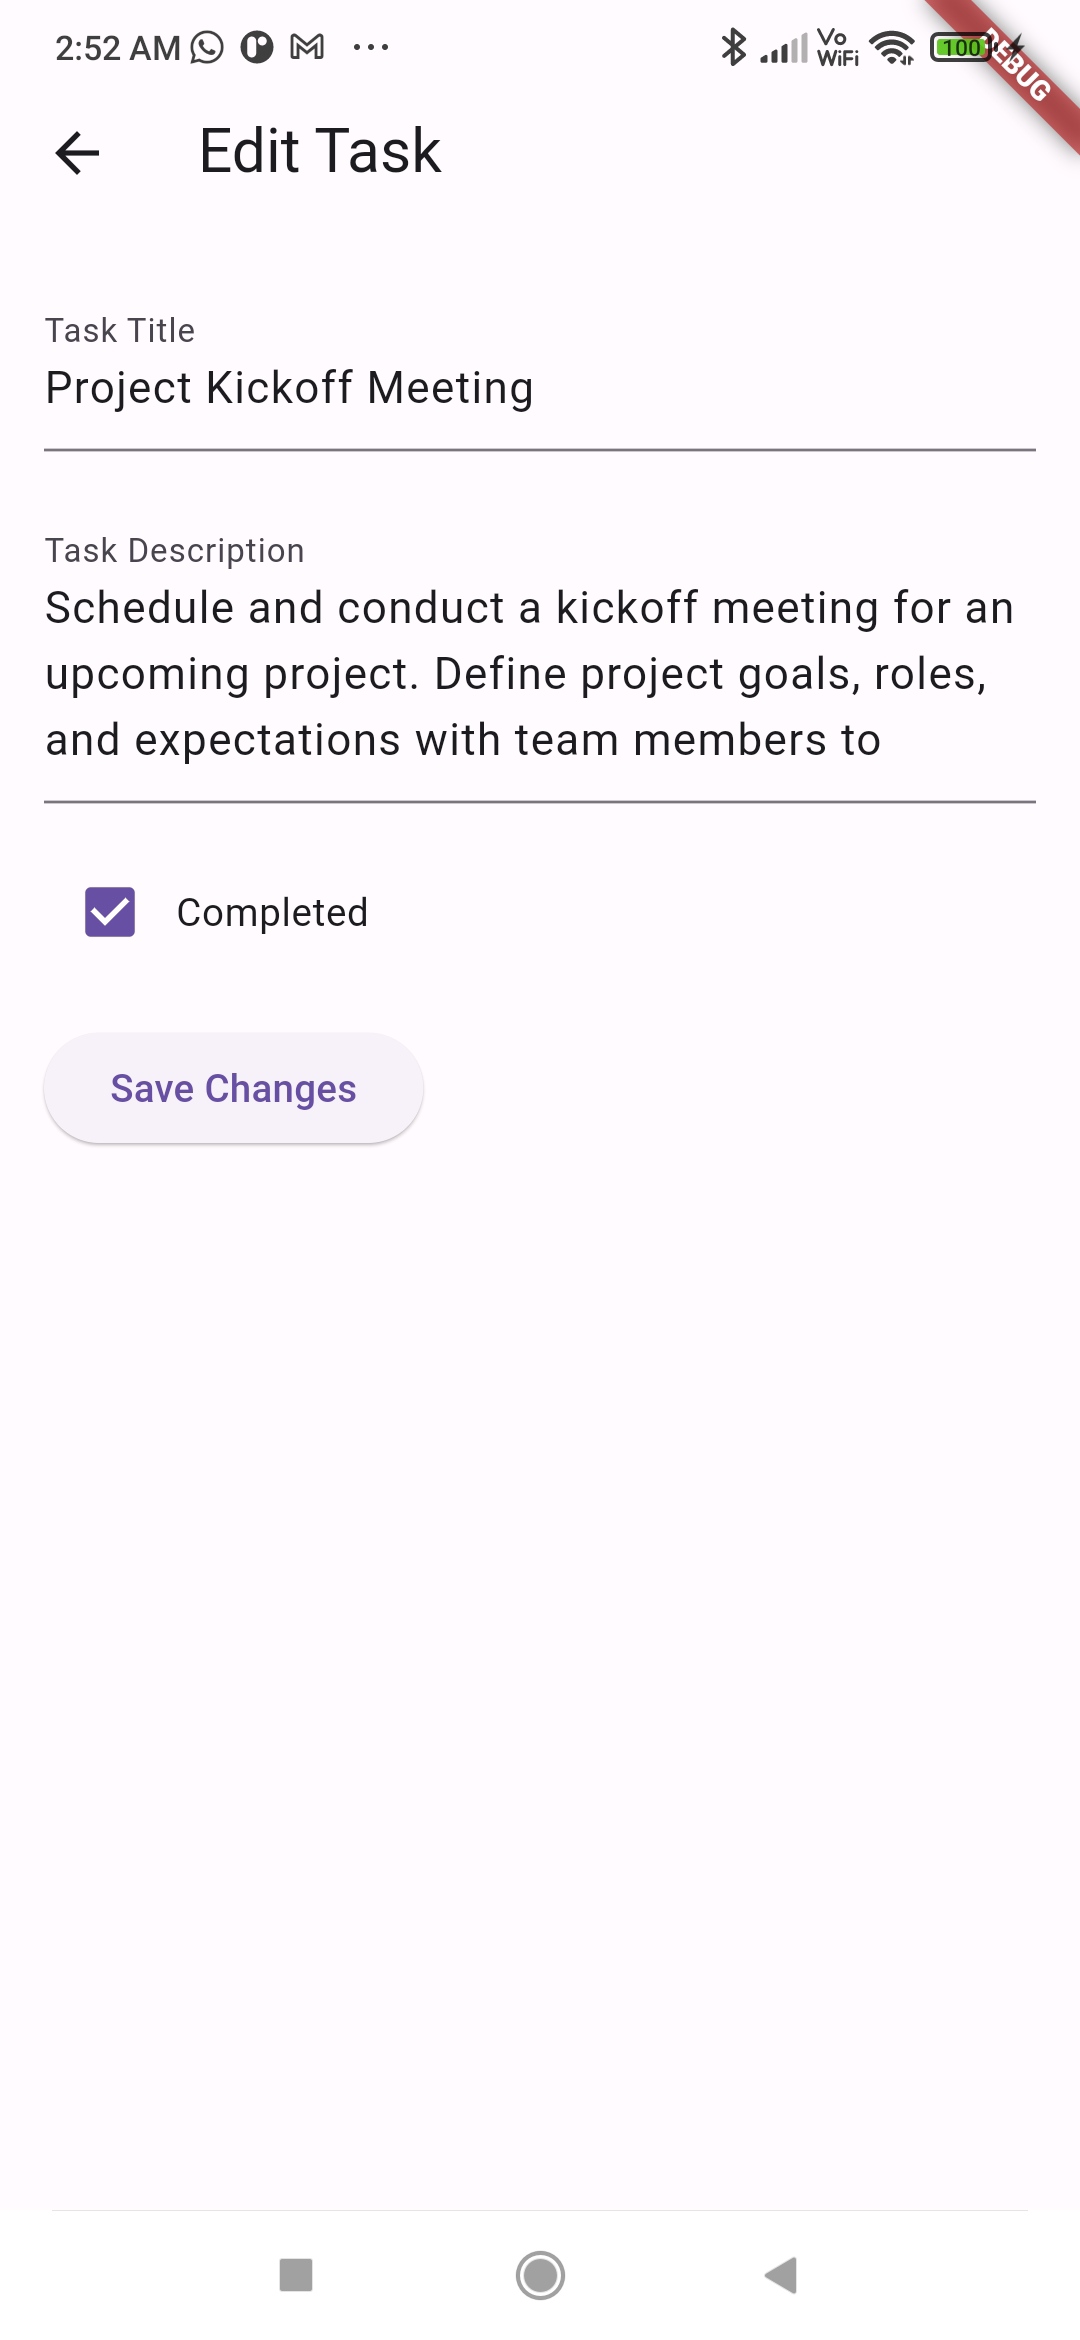 2:52 AM
Vo
WiFi
100
DEBUG
Edit Task
Task Title
Project Kickoff Meeting
Task Description
Schedule and conduct a kickoff meeting for an
upcoming project. Define project goals, roles,
and expectations with team members to
Completed
Save Changes